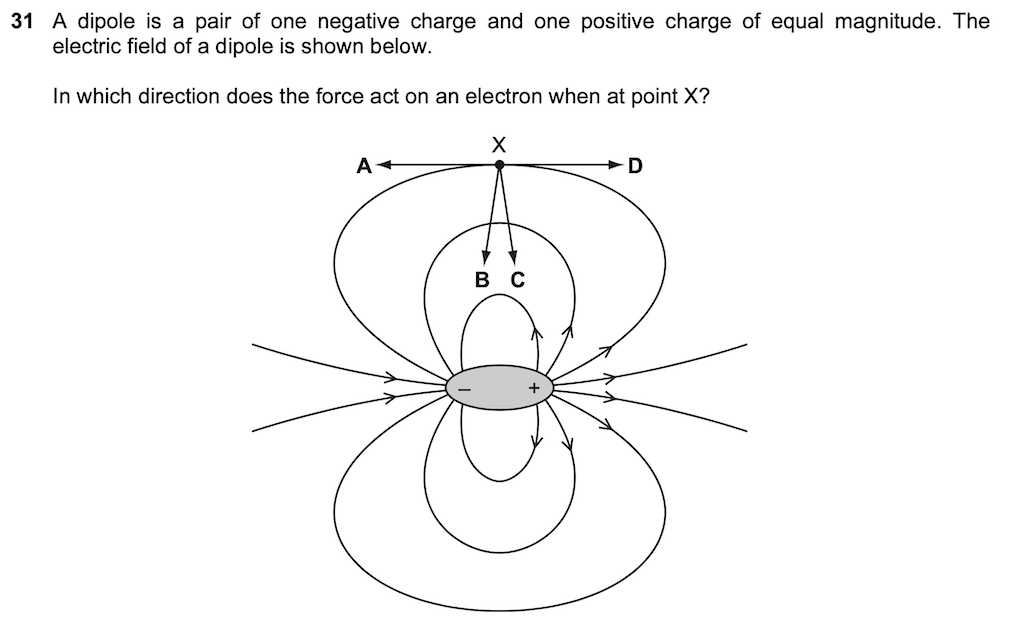 31 A dipole is a pair of one negative charge and one positive charge of equal magnitude. The
electric field of a dipole is shown below.
In which direction does the force act on an electron when at point X?
X
A D
B C
– +